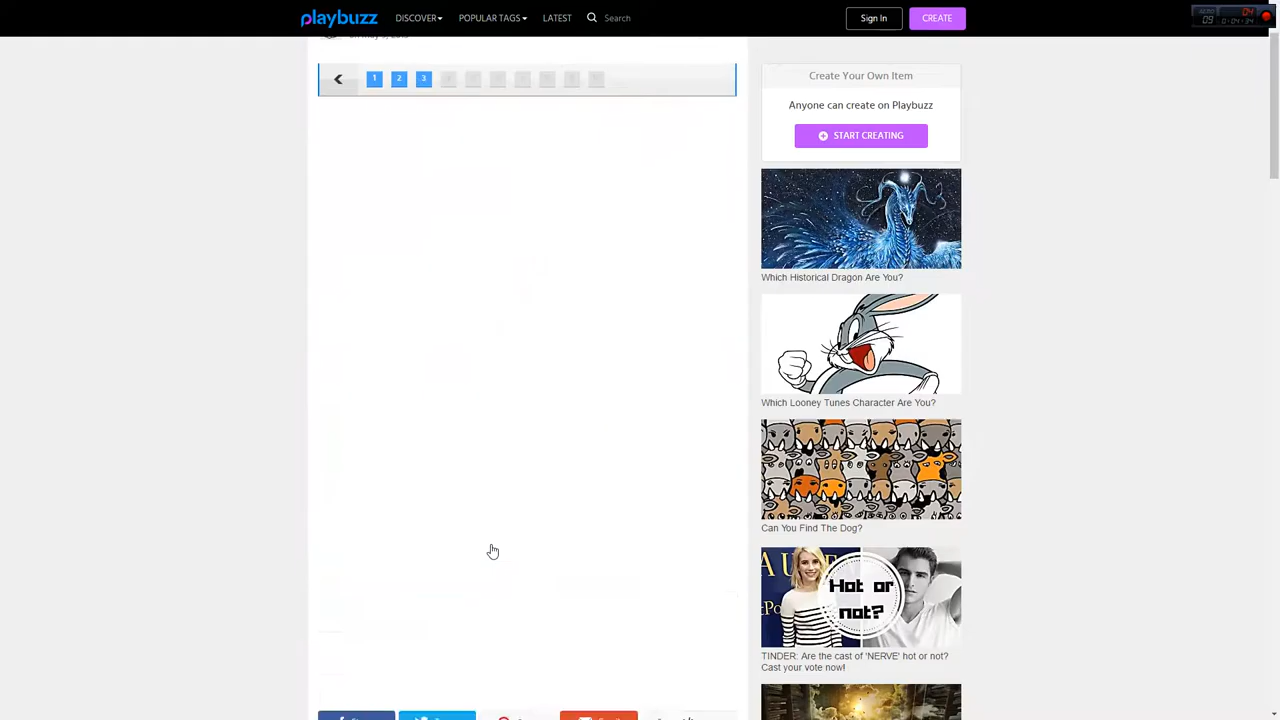 playbuzz DISCOVER POPULAR TAGS LATEST Search Sign In CREATE
1 2 3
Create Your Own Item
Anyone can create on Playbuzz
START CREATING
Which Historical Dragon Are You?
Which Looney Tunes Character Are You?
Can You Find The Dog?
Hot or
not?
TINDER: Are the cast of 'NERVE' hot or not?
Cast your vote now!